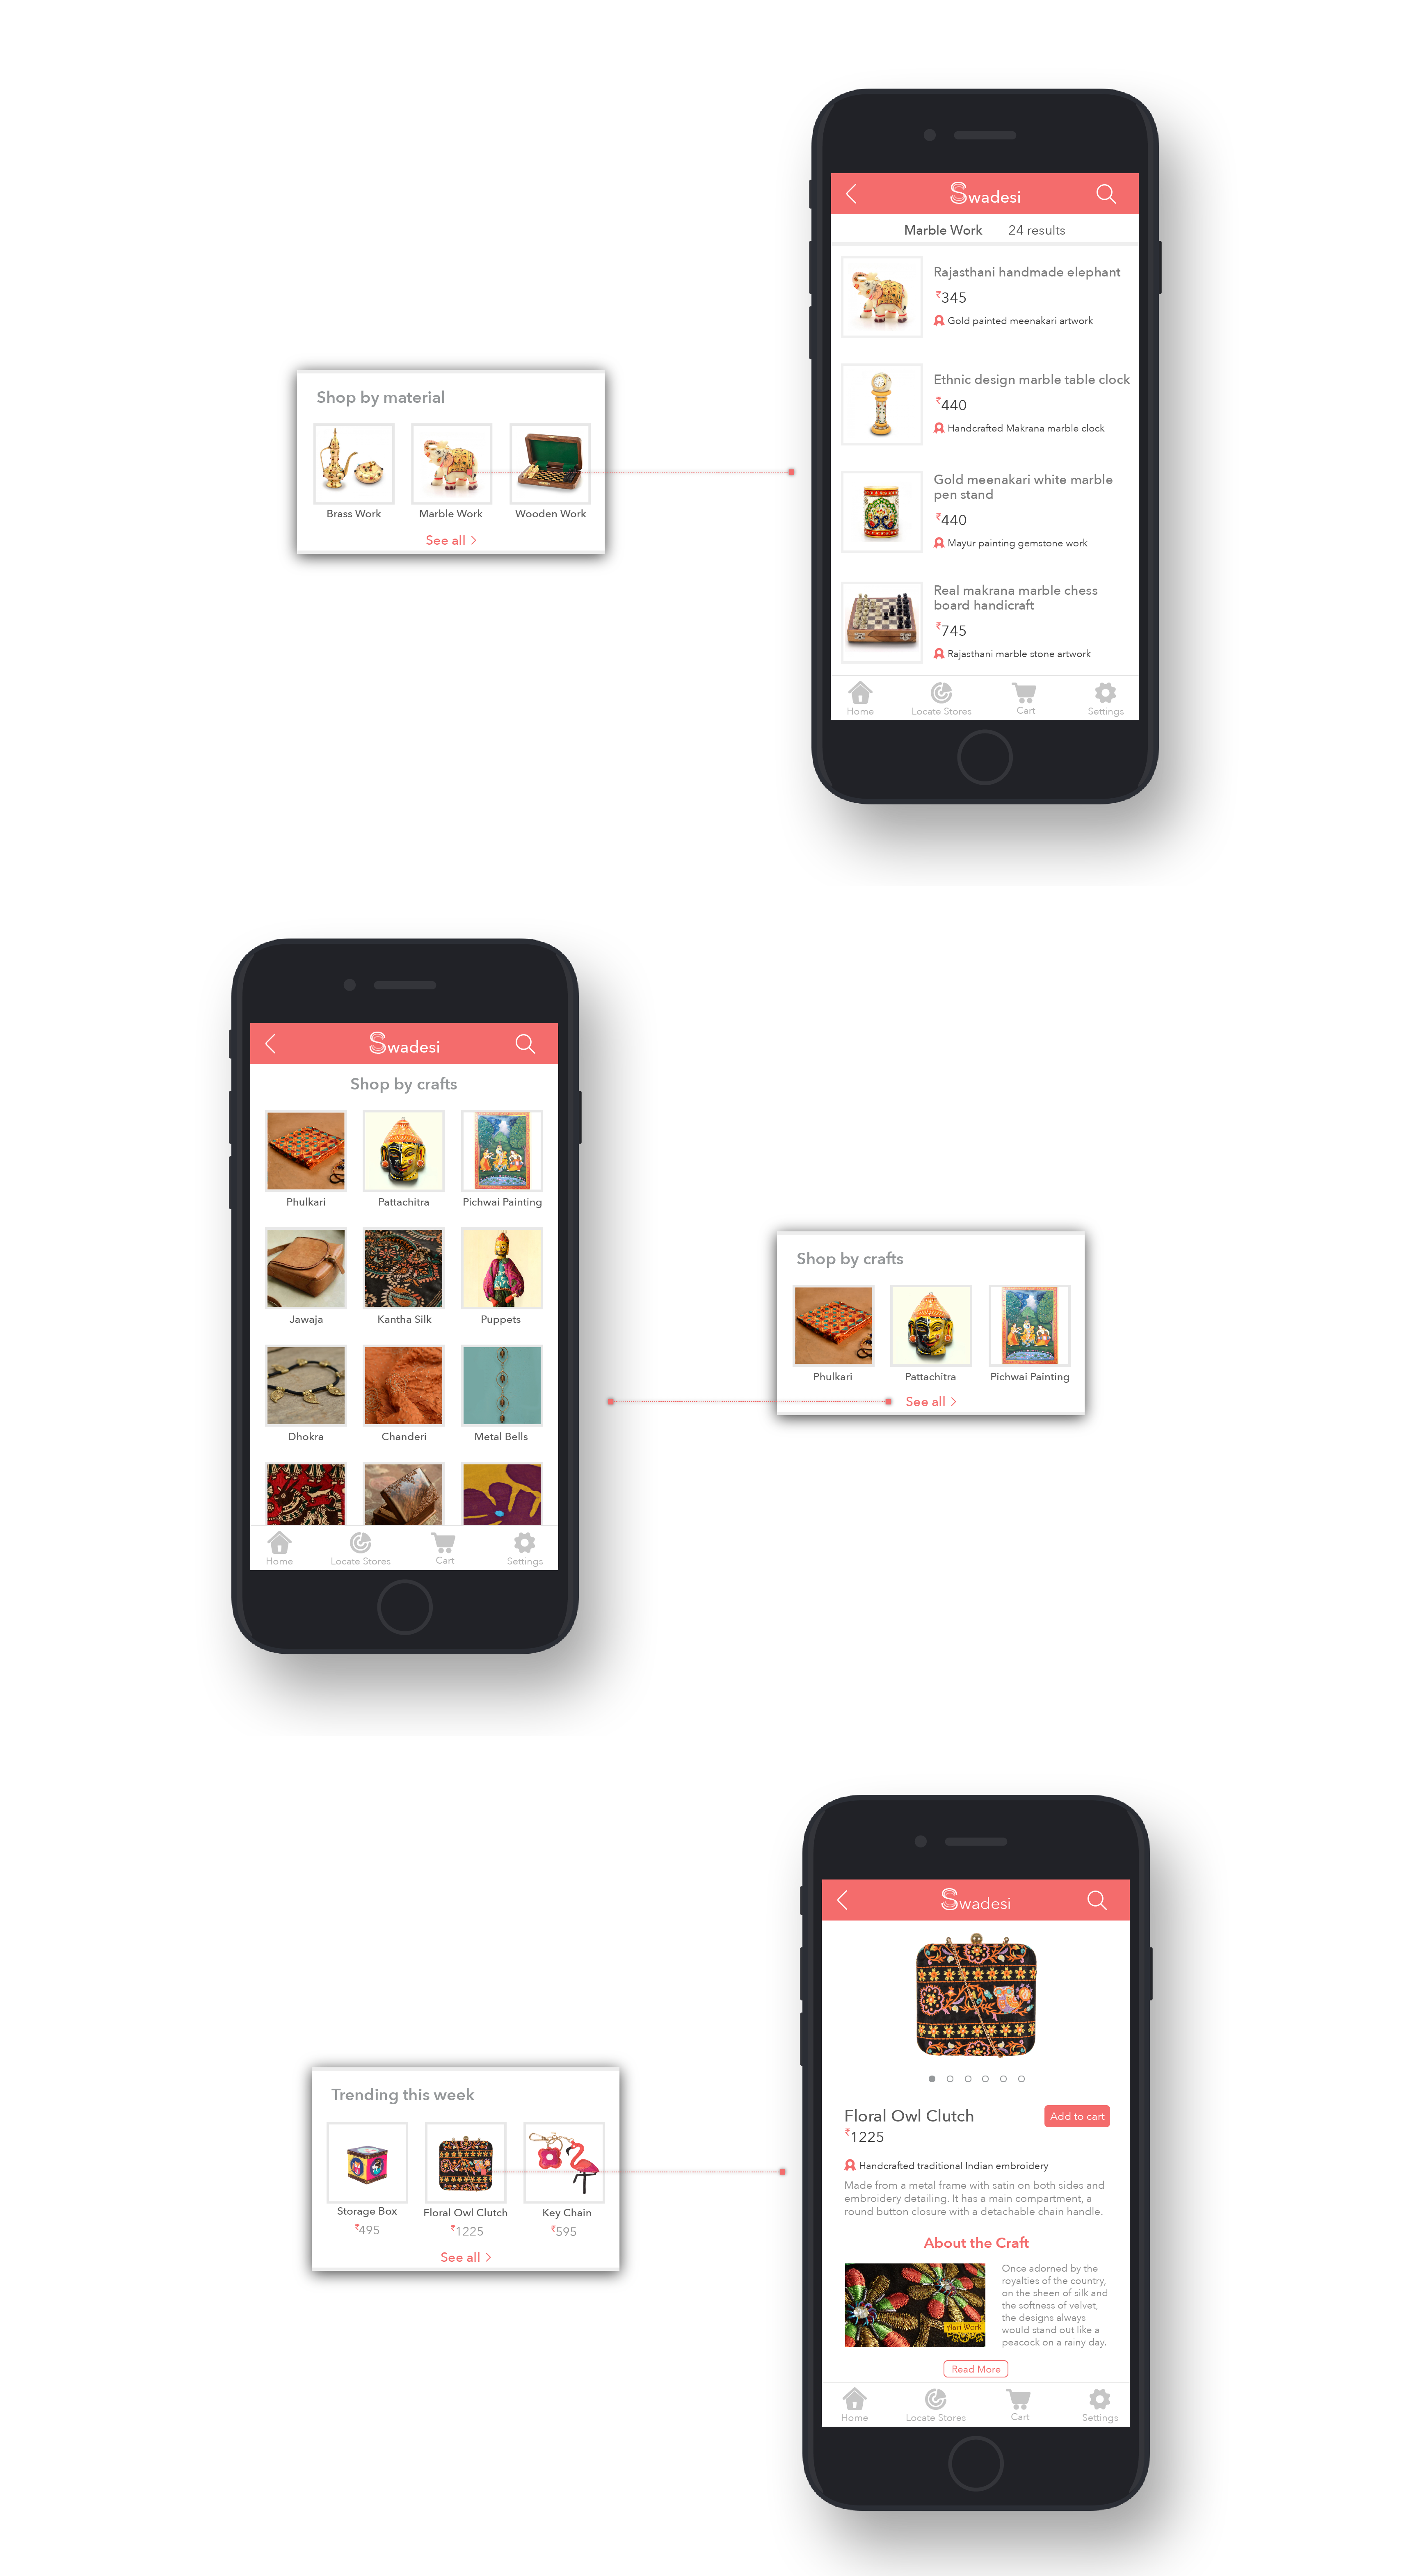 Swadesi
Marble Work 24 results
Rajasthani handmade elephant
₹345
Gold painted meenakari artwork
Ethnic design marble table clock
₹440
Handcrafted Makrana marble clock
Gold meenakari white marble
pen stand
₹440
Mayur painting gemstone work
Real makrana marble chess
board handicraft
₹745
Rajasthani marble stone artwork
Home Locate Stores Cart Settings
Shop by material
Brass Work Marble Work Wooden Work
See all >
Swadesi
Shop by crafts
Phulkari Pattachitra Pichwai Painting
Jawaja Kantha Silk Puppets
Dhokra Chanderi Metal Bells
Home Locate Stores Cart Settings
Shop by crafts
Phulkari Pattachitra Pichwai Painting
See all >
Swadesi
Floral Owl Clutch Add to cart
₹1225
Handcrafted traditional Indian embroidery
Made from a metal frame with satin on both sides and
embroidery detailing. It has a main compartment, a
round button closure with a detachable chain handle.
About the Craft
Once adorned by the
royalties of the country,
on the sheen of silk and
the softness of velvet,
the designs always
would stand out like a
peacock on a rainy day.
Aari Work
Read More
Home Locate Stores Cart Settings
Trending this week
Storage Box Floral Owl Clutch Key Chain
₹495 ₹1225 ₹595
See all >